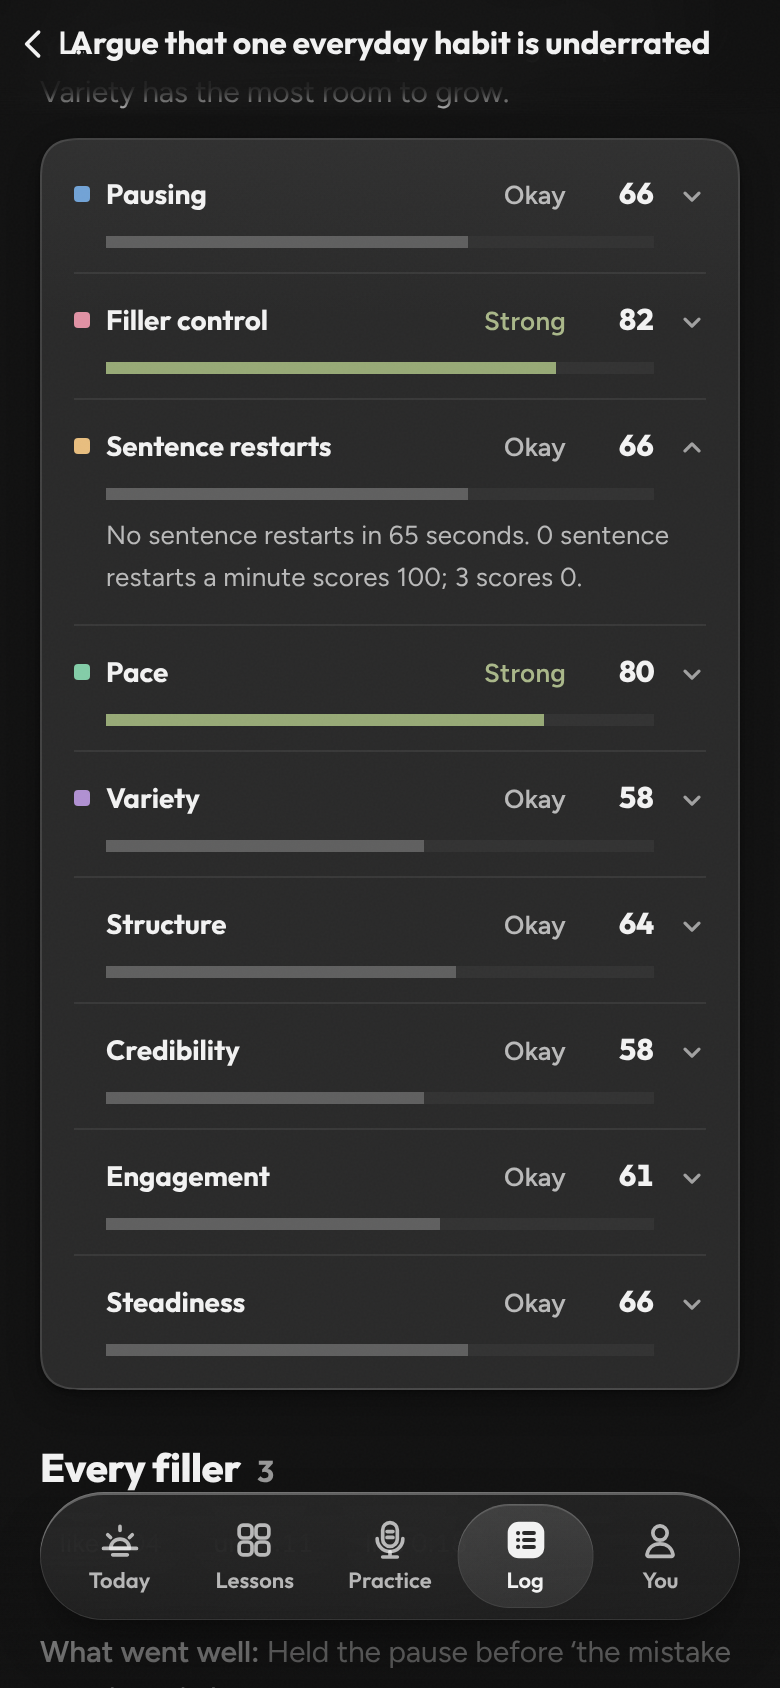 Argue that one everyday habit is underrated
Variety has the most room to grow.
Pausing Okay 66
Filler control Strong 82
Sentence restarts Okay 66
No sentence restarts in 65 seconds. 0 sentence
restarts a minute scores 100; 3 scores 0.
Pace Strong 80
Variety Okay 58
Structure Okay 64
Credibility Okay 58
Engagement Okay 61
Steadiness Okay 66
Every filler 3
Today Lessons Practice Log You
What went well: Held the pause before ‘the mistake